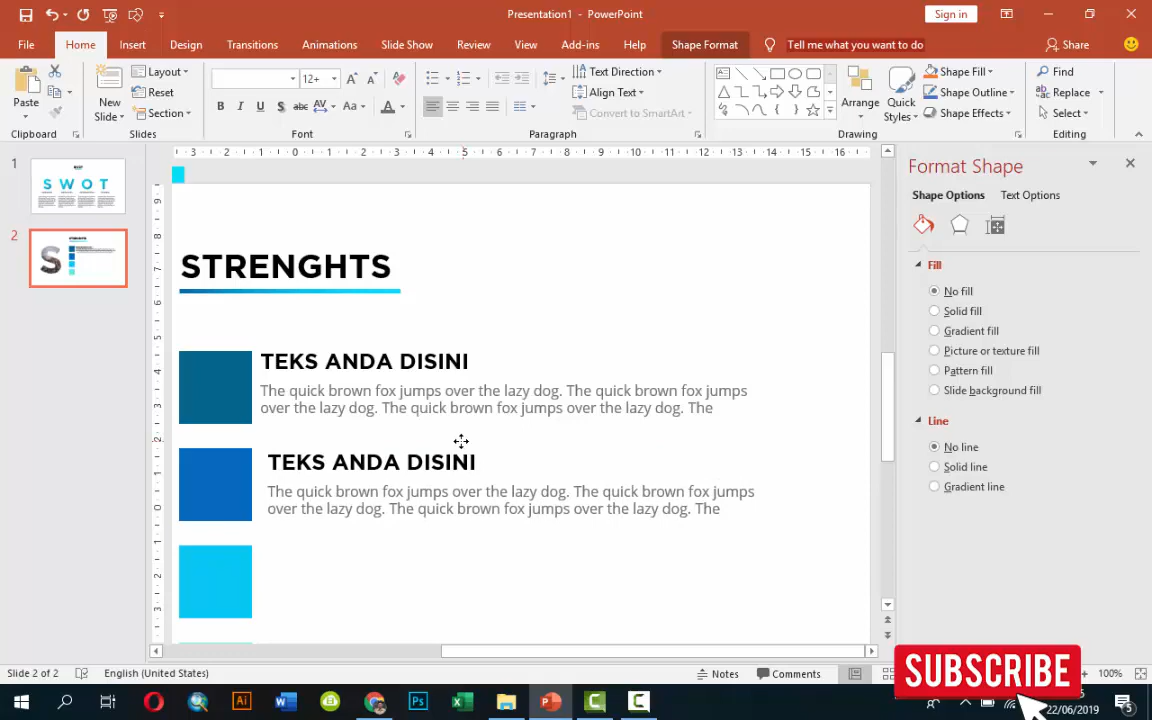 Presentation1 - PowerPoint
Sign in
File Home Insert Design Transitions Animations Slide Show Review View Add-ins Help Shape Format Tell me what you want to do Share
Paste
Clipboard
New
Slide
Layout
Reset
Section
Slides
12+
B I U S abc AV Aa A
Font
Text Direction
Align Text
Convert to SmartArt
Paragraph
Arrange
Quick
Styles
Shape Fill
Shape Outline
Shape Effects
Drawing
Find
Replace
Select
Editing
1
S W O T
2
STRENGHTS
TEKS ANDA DISINI
The quick brown fox jumps over the lazy dog. The quick brown fox jumps
over the lazy dog. The quick brown fox jumps over the lazy dog. The
TEKS ANDA DISINI
The quick brown fox jumps over the lazy dog. The quick brown fox jumps
over the lazy dog. The quick brown fox jumps over the lazy dog. The
Format Shape
Shape Options Text Options
Fill
No fill
Solid fill
Gradient fill
Picture or texture fill
Pattern fill
Slide background fill
Line
No line
Solid line
Gradient line
Slide 2 of 2 English (United States) Notes Comments 100%
SUBSCRIBE
22/06/2019